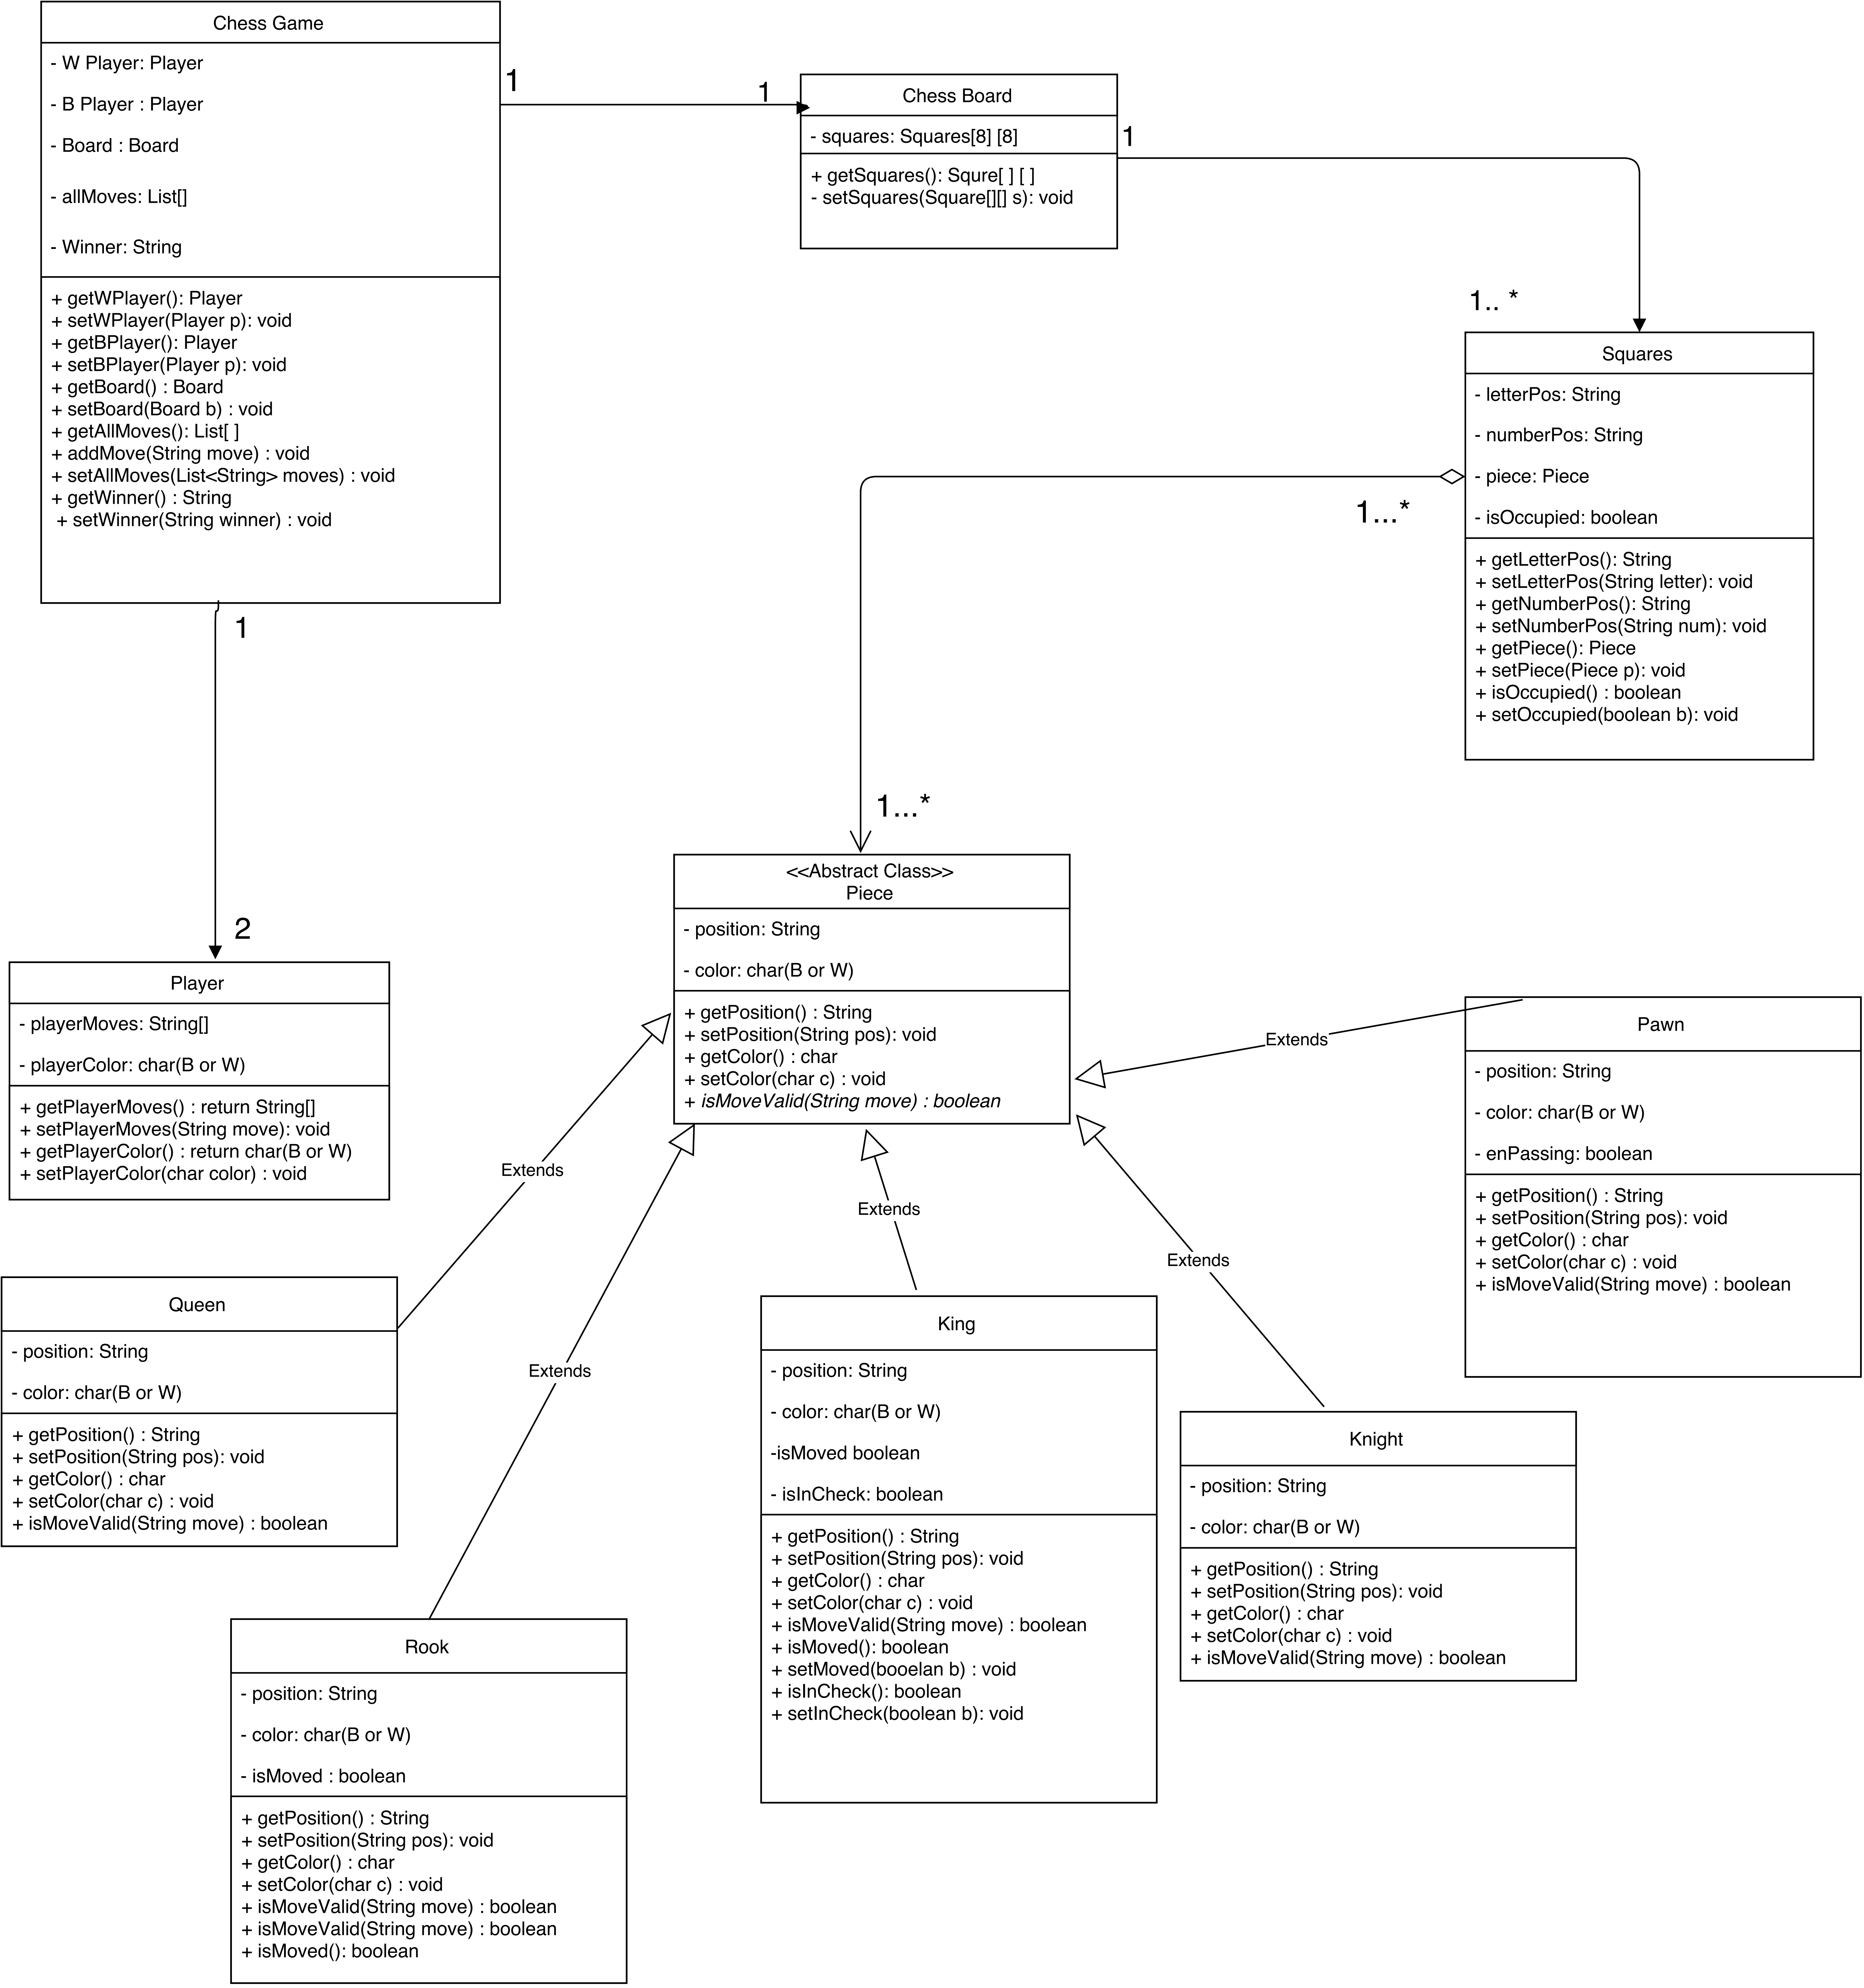 Chess Game
- W Player: Player
- B Player : Player
- Board : Board
- allMoves: List[]
- Winner: String
+ getWPlayer(): Player
+ setWPlayer(Player p): void
+ getBPlayer(): Player
+ setBPlayer(Player p): void
+ getBoard() : Board
+ setBoard(Board b) : void
+ getAllMoves(): List[ ]
+ addMove(String move) : void
+ setAllMoves(List<String> moves) : void
+ getWinner() : String
+ setWinner(String winner) : void
1
1
Chess Board
- squares: Squares[8] [8]
+ getSquares(): Squre[ ] [ ]
- setSquares(Square[][] s): void
1
1.. *
Squares
- letterPos: String
- numberPos: String
- piece: Piece
- isOccupied: boolean
+ getLetterPos(): String
+ setLetterPos(String letter): void
+ getNumberPos(): String
+ setNumberPos(String num): void
+ getPiece(): Piece
+ setPiece(Piece p): void
+ isOccupied() : boolean
+ setOccupied(boolean b): void
1...*
1...*
1
2
Player
- playerMoves: String[]
- playerColor: char(B or W)
+ getPlayerMoves() : return String[]
+ setPlayerMoves(String move): void
+ getPlayerColor() : return char(B or W)
+ setPlayerColor(char color) : void
<<Abstract Class>>
Piece
- position: String
- color: char(B or W)
+ getPosition() : String
+ setPosition(String pos): void
+ getColor() : char
+ setColor(char c) : void
+ isMoveValid(String move) : boolean
Extends
Pawn
- position: String
- color: char(B or W)
- enPassing: boolean
+ getPosition() : String
+ setPosition(String pos): void
+ getColor() : char
+ setColor(char c) : void
+ isMoveValid(String move) : boolean
Extends
Extends
Extends
Extends
Queen
- position: String
- color: char(B or W)
+ getPosition() : String
+ setPosition(String pos): void
+ getColor() : char
+ setColor(char c) : void
+ isMoveValid(String move) : boolean
King
- position: String
- color: char(B or W)
-isMoved boolean
- isInCheck: boolean
+ getPosition() : String
+ setPosition(String pos): void
+ getColor() : char
+ setColor(char c) : void
+ isMoveValid(String move) : boolean
+ isMoved(): boolean
+ setMoved(booelan b) : void
+ isInCheck(): boolean
+ setInCheck(boolean b): void
Knight
- position: String
- color: char(B or W)
+ getPosition() : String
+ setPosition(String pos): void
+ getColor() : char
+ setColor(char c) : void
+ isMoveValid(String move) : boolean
Rook
- position: String
- color: char(B or W)
- isMoved : boolean
+ getPosition() : String
+ setPosition(String pos): void
+ getColor() : char
+ setColor(char c) : void
+ isMoveValid(String move) : boolean
+ isMoveValid(String move) : boolean
+ isMoved(): boolean